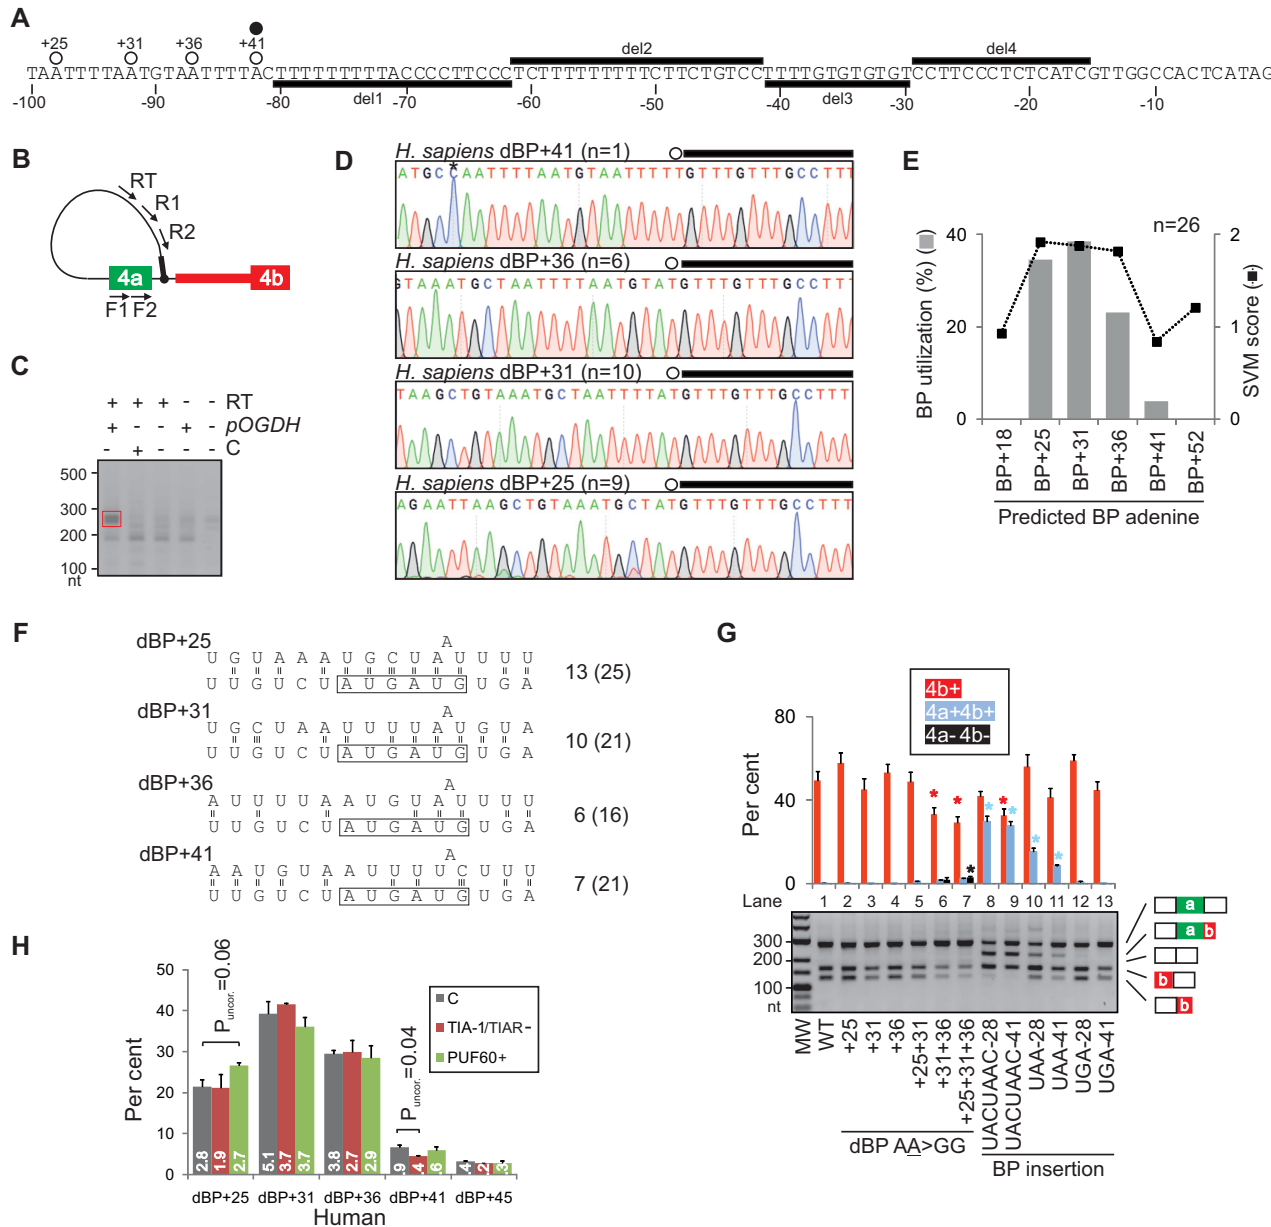 A
+25 +31 +36 +41
del2 del4
TAATTTTAATGTAATTTTACTTTTTTTTTACCCCTTCCCTCTTTTTTTTTCTTCTGTCCTTTTGTGTGTGTCCTTCCCTCTCATCGTTGGCCACTCATAG
del1 del3
-100 -90 -80 -70 -60 -50 -40 -30 -20 -10
B
RT
R1
R2
4a 4b
F1 F2
C
+ + + - - RT
+ - - + - pOGDH
- + - - - C
500
300
200
100
nt
D
H. sapiens dBP+41 (n=1)
*
ATGCCAATTTTAATGTAATTTTTGTTTGTTTGCCTTT
H. sapiens dBP+36 (n=6)
GTAAATGCTAATTTTAATGTATGTTTGTTTGCCTTT
H. sapiens dBP+31 (n=10)
TAAGCTGTAAATGCTAATTTTATGTTTGTTTGCCTTT
H. sapiens dBP+25 (n=9)
AGAATTAAGCTGTAAATGCTATGTTTGTTTGCCTTT
E
n=26
BP utilization (%) ( )
40
20
0
SVM score ( )
2
1
0
BP+18 BP+25 BP+31 BP+36 BP+41 BP+52
Predicted BP adenine
F
dBP+25 A
U G U A A A U G C U A U U U U
U U G U C U A U G A U G U G A
13 (25)
dBP+31 A
U G C U A A U U U U A U G U A
U U G U C U A U G A U G U G A
10 (21)
dBP+36 A
A U U U U A A U G U A U U U U
U U G U C U A U G A U G U G A
6 (16)
dBP+41 A
A A U G U A A U U U U C U U U
U U G U C U A U G A U G U G A
7 (21)
G
4b+
4a+4b+
4a- 4b-
Per cent
80
40
0
* * * * * * * *
Lane 1 2 3 4 5 6 7 8 9 10 11 12 13
300
200
100
nt
a
a b
b
b
MW WT +25 +31 +36 +25+31 +31+36 +25+31+36 UACUAAC-28 UACUAAC-41 UAA-28 UAA-41 UGA-28 UGA-41
dBP AA>GG BP insertion
H
Per cent
50
40
30
20
10
0
Puncor.=0.06
Puncor.=0.04
C
TIA-1/TIAR -
PUF60+
2.8 1.9 2.7 5.1 3.7 3.7 3.8 2.7 2.9 .9 .4 .6 .4 .2 .3
dBP+25 dBP+31 dBP+36 dBP+41 dBP+45
Human